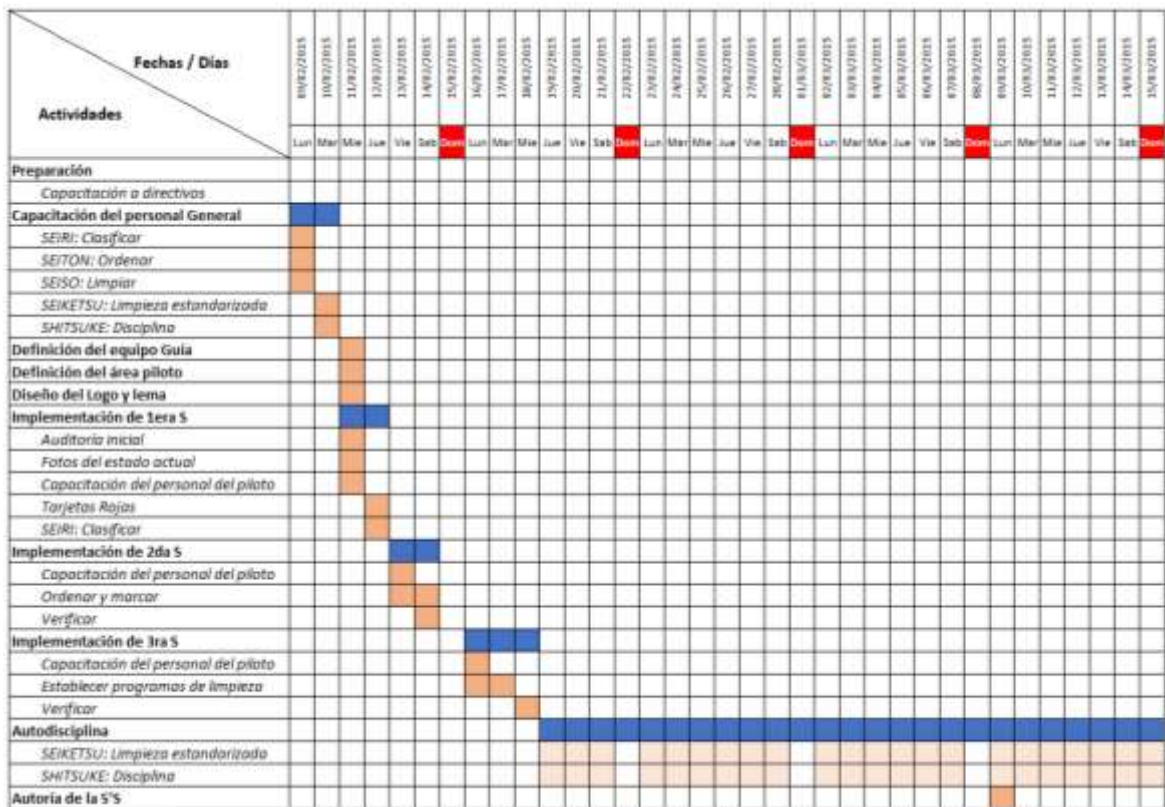 Fechas / Días
Actividades
09/02/2015 10/02/2015 11/02/2015 12/02/2015 13/02/2015 14/02/2015 15/02/2015 16/02/2015 17/02/2015 18/02/2015 19/02/2015 20/02/2015 21/02/2015 22/02/2015 23/02/2015 24/02/2015 25/02/2015 26/02/2015 27/02/2015 28/02/2015 01/03/2015 02/03/2015 03/03/2015 04/03/2015 05/03/2015 06/03/2015 07/03/2015 08/03/2015 09/03/2015 10/03/2015 11/03/2015 12/03/2015 13/03/2015 14/03/2015 15/03/2015
Lun Mar Mie Jue Vie Sab Dom Lun Mar Mie Jue Vie Sab Dom Lun Mar Mie Jue Vie Sab Dom Lun Mar Mie Jue Vie Sab Dom Lun Mar Mie Jue Vie Sab Dom
Preparación
Capacitación a directivos
Capacitación del personal General
SEIRI: Clasificar
SEITON: Ordenar
SEISO: Limpiar
SEIKETSU: Limpieza estandarizada
SHITSUKE: Disciplina
Definición del equipo Guía
Definición del área piloto
Diseño del Logo y lema
Implementación de 1era S
Auditoría inicial
Fotos del estado actual
Capacitación del personal del piloto
Tarjetas Rojas
SEIRI: Clasificar
Implementación de 2da S
Capacitación del personal del piloto
Ordenar y marcar
Verificar
Implementación de 3ra S
Capacitación del personal del piloto
Establecer programas de limpieza
Verificar
Autodisciplina
SEIKETSU: Limpieza estandarizada
SHITSUKE: Disciplina
Autoría de la 5'S